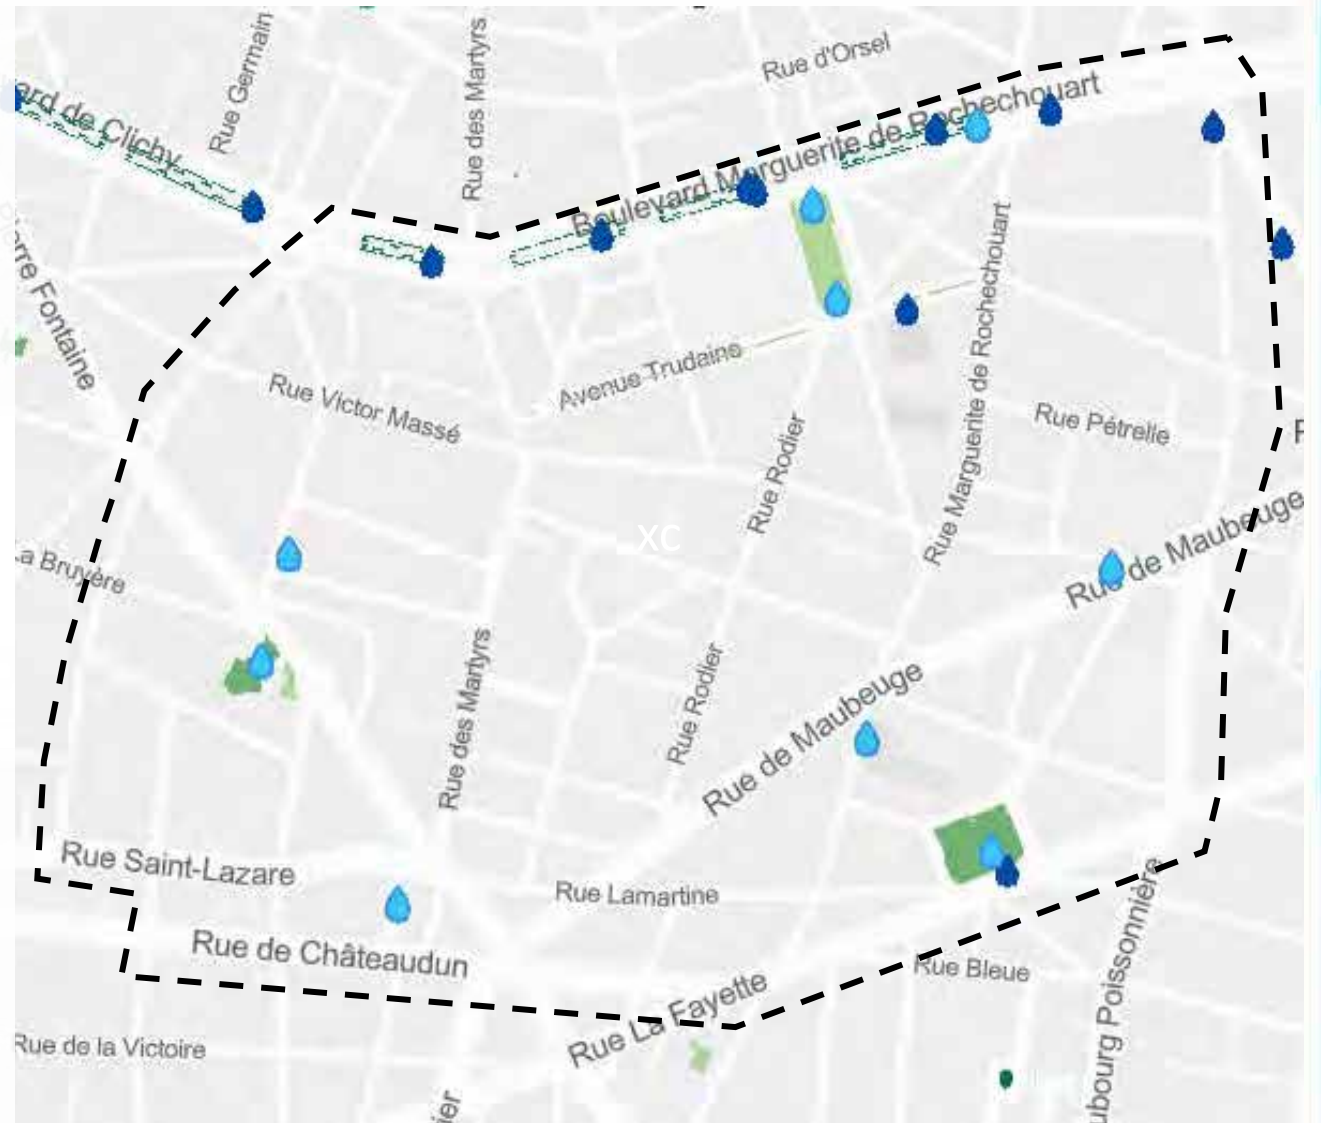 Rue d'Orsel
Rue Germain
Rue des Martyrs
ard de Clichy
Boulevard Marguerite de Rochechouart
erre Fontaine
Rue Marguerite de Rochechouart
Avenue Trudaine
Rue Victor Massé
Rue Pétrelle
Rue Rodier
Rue de Maubeuge
xc
La Bruyère
Rue des Martyrs
Rue Rodier
Rue de Maubeuge
Rue Saint-Lazare
Rue Lamartine
Rue de Châteaudun
Rue Bleue
ubourg Poissonnière
Rue La Fayette
Rue de la Victoire
ier